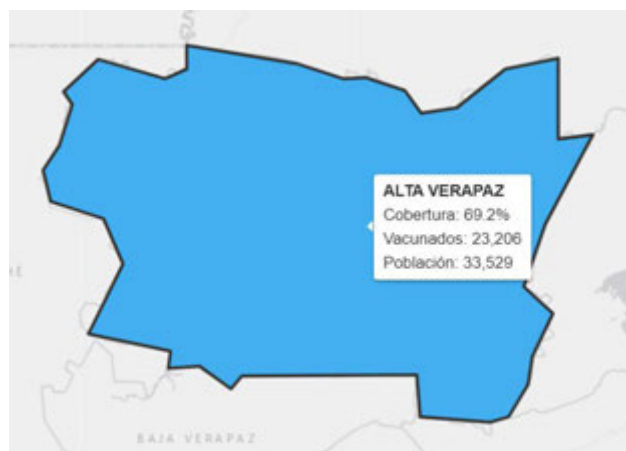 ALTA VERAPAZ
Cobertura: 69.2%
Vacunados: 23,206
Población: 33,529
BAJA VERAPAZ